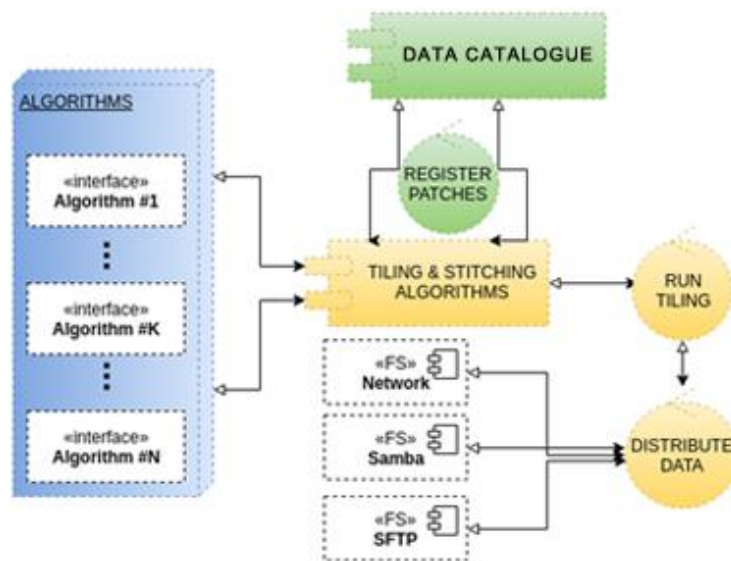 DATA CATALOGUE
ALGORITHMS
«interface»
Algorithm #1
«interface»
Algorithm #K
«interface»
Algorithm #N
REGISTER
PATCHES
TILING & STITCHING
ALGORITHMS
RUN
TILING
«FS»
Network
«FS»
Samba
«FS»
SFTP
DISTRIBUTE
DATA